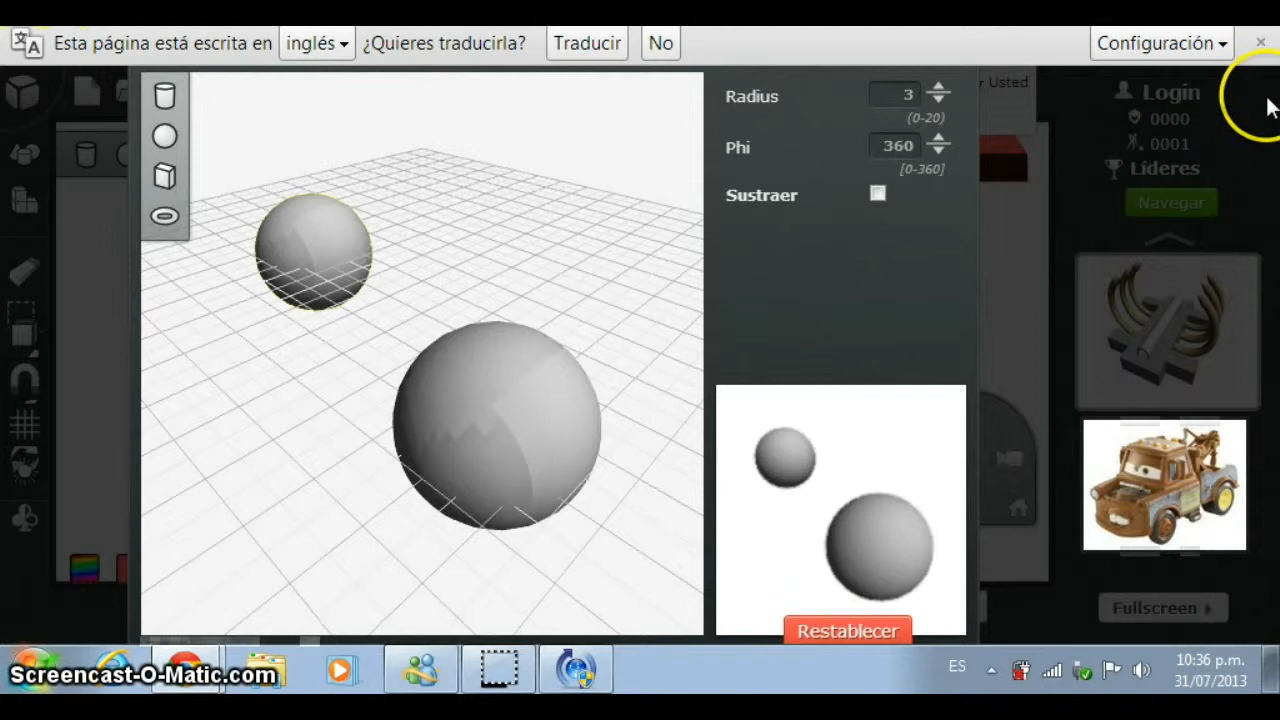 Esta página está escrita en inglés ¿Quieres traducirla? Traducir No Configuración
r Usted
Login
0000
0001
Líderes
Navegar
Radius 3
(0-20)
Phi 360
[0-360]
Sustraer
Restablecer
Fullscreen
Screencast-O-Matic.com
ES
10:36 p.m.
31/07/2013